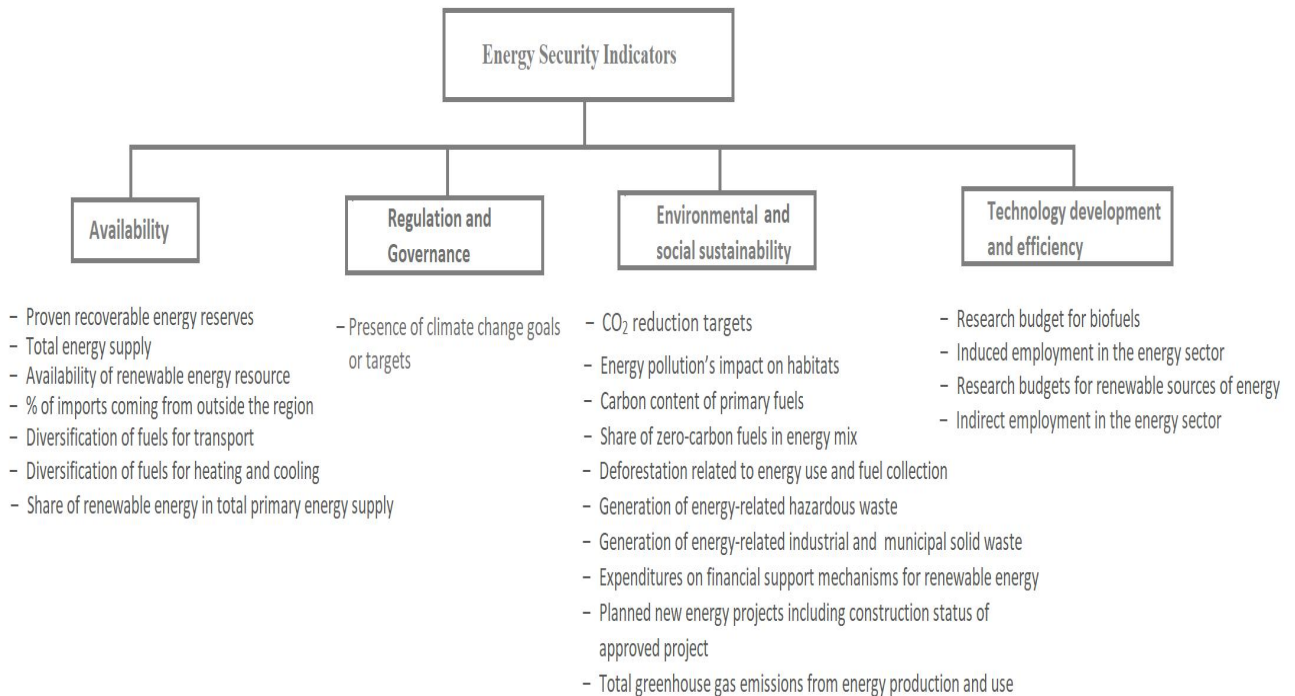 Energy Security Indicators
Availability
– Proven recoverable energy reserves
– Total energy supply
– Availability of renewable energy resource
– % of imports coming from outside the region
– Diversification of fuels for transport
– Diversification of fuels for heating and cooling
– Share of renewable energy in total primary energy supply
Regulation and
Governance
– Presence of climate change goals
or targets
Environmental and
social sustainability
– CO₂ reduction targets
– Energy pollution’s impact on habitats
– Carbon content of primary fuels
– Share of zero-carbon fuels in energy mix
– Deforestation related to energy use and fuel collection
– Generation of energy-related hazardous waste
– Generation of energy-related industrial and municipal solid waste
– Expenditures on financial support mechanisms for renewable energy
– Planned new energy projects including construction status of
approved project
– Total greenhouse gas emissions from energy production and use
Technology development
and efficiency
– Research budget for biofuels
– Induced employment in the energy sector
– Research budgets for renewable sources of energy
– Indirect employment in the energy sector